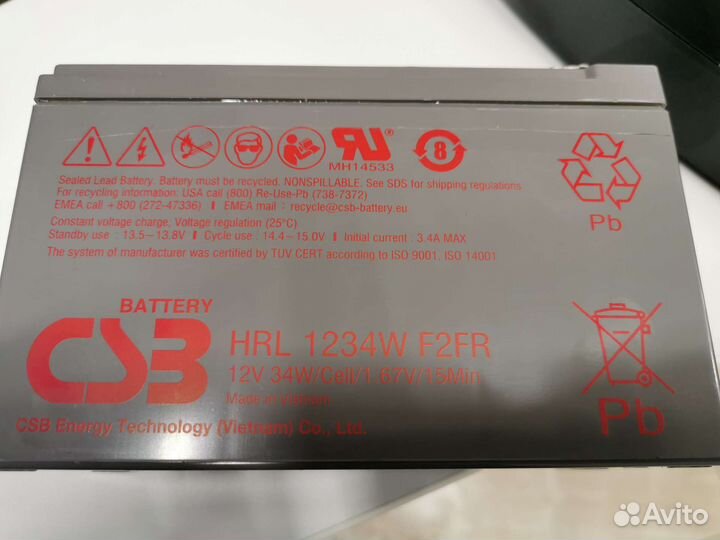 MH14533
8
Sealed Lead Battery. Battery must be recycled. NONSPILLABLE. See SDS for shipping regulations
For recycling information: USA call (800) Re-Use-Pb (738-7372)
EMEA call +800 (272-47336) | EMEA mail : recycle@csb-battery.eu
Constant voltage charge, Voltage regulation (25°C)
Standby use : 13.5-13.8V | Cycle use : 14.4-15.0V | Initial current : 3.4A MAX
The system of manufacturer was certified by TUV CERT according to ISO 9001, ISO 14001
Pb
BATTERY
CSB
HRL 1234W F2FR
12V 34W/Cell/1.67V/15Min
Made in Vietnam
CSB Energy Technology (Vietnam) Co., Ltd.
Pb
Avito